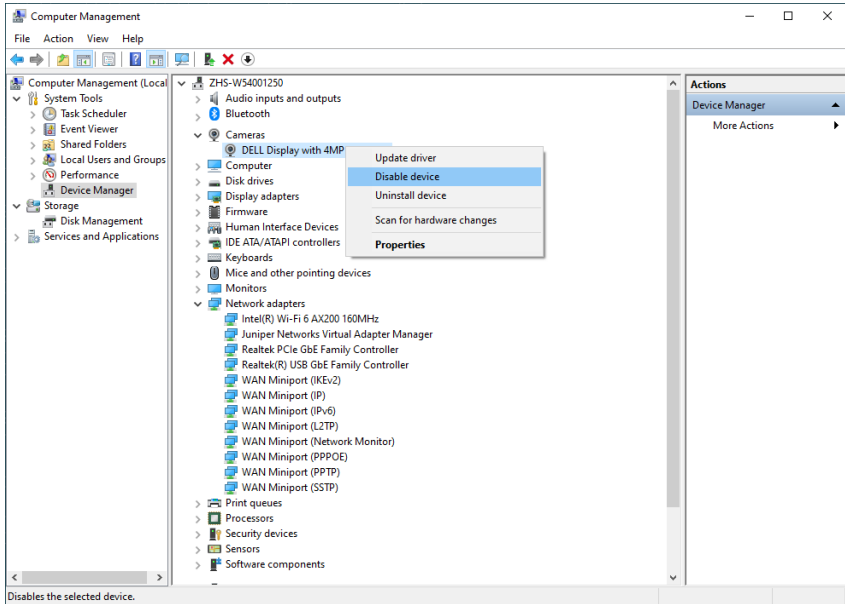 Computer Management
File Action View Help
Computer Management (Local
System Tools
Task Scheduler
Event Viewer
Shared Folders
Local Users and Groups
Performance
Device Manager
Storage
Disk Management
Services and Applications
ZHS-W54001250
Audio inputs and outputs
Bluetooth
Cameras
DELL Display with 4MP
Computer
Disk drives
Display adapters
Firmware
Human Interface Devices
IDE ATA/ATAPI controllers
Keyboards
Mice and other pointing devices
Monitors
Network adapters
Intel(R) Wi-Fi 6 AX200 160MHz
Juniper Networks Virtual Adapter Manager
Realtek PCIe GbE Family Controller
Realtek(R) USB GbE Family Controller
WAN Miniport (IKEv2)
WAN Miniport (IP)
WAN Miniport (IPv6)
WAN Miniport (L2TP)
WAN Miniport (Network Monitor)
WAN Miniport (PPPOE)
WAN Miniport (PPTP)
WAN Miniport (SSTP)
Print queues
Processors
Security devices
Sensors
Software components
Update driver
Disable device
Uninstall device
Scan for hardware changes
Properties
Actions
Device Manager
More Actions
Disables the selected device.